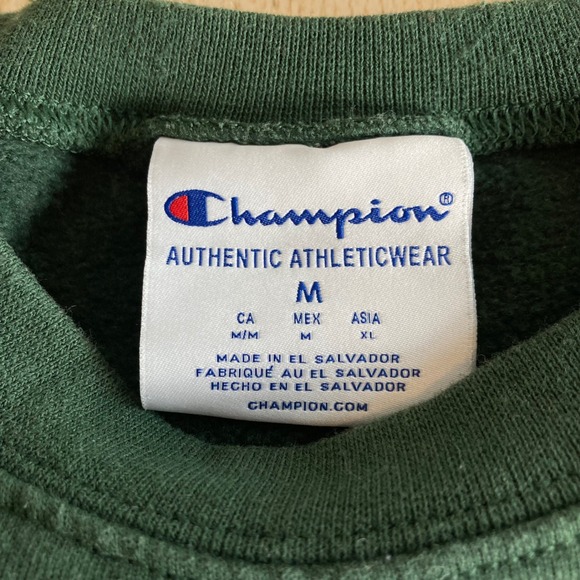 Champion®
AUTHENTIC ATHLETICWEAR
M
CA MEX ASIA
M/M M XL
MADE IN EL SALVADOR
FABRIQUÉ AU EL SALVADOR
HECHO EN EL SALVADOR
CHAMPION.COM